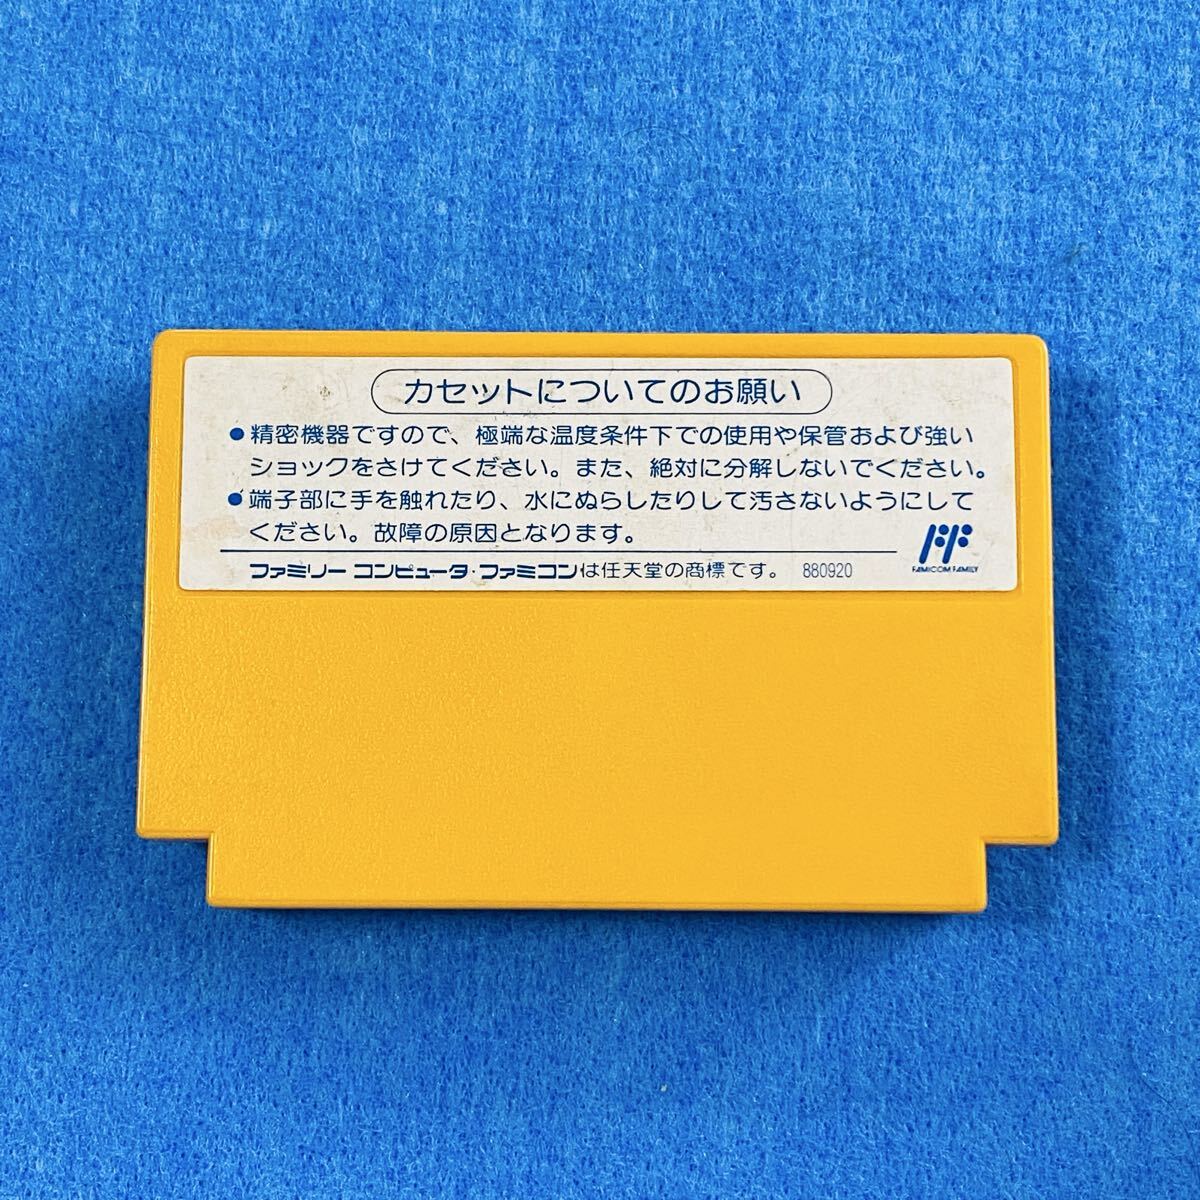 カセットについてのお願い
●精密機器ですので、極端な温度条件下での使用や保管および強い
ショックをさけてください。また、絶対に分解しないでください。
●端子部に手を触れたり、水にぬらしたりして汚さないようにして
ください。故障の原因となります。
ファミリー コンピュータ・ファミコンは任天堂の商標です。 880920
FAMICOM FAMILY